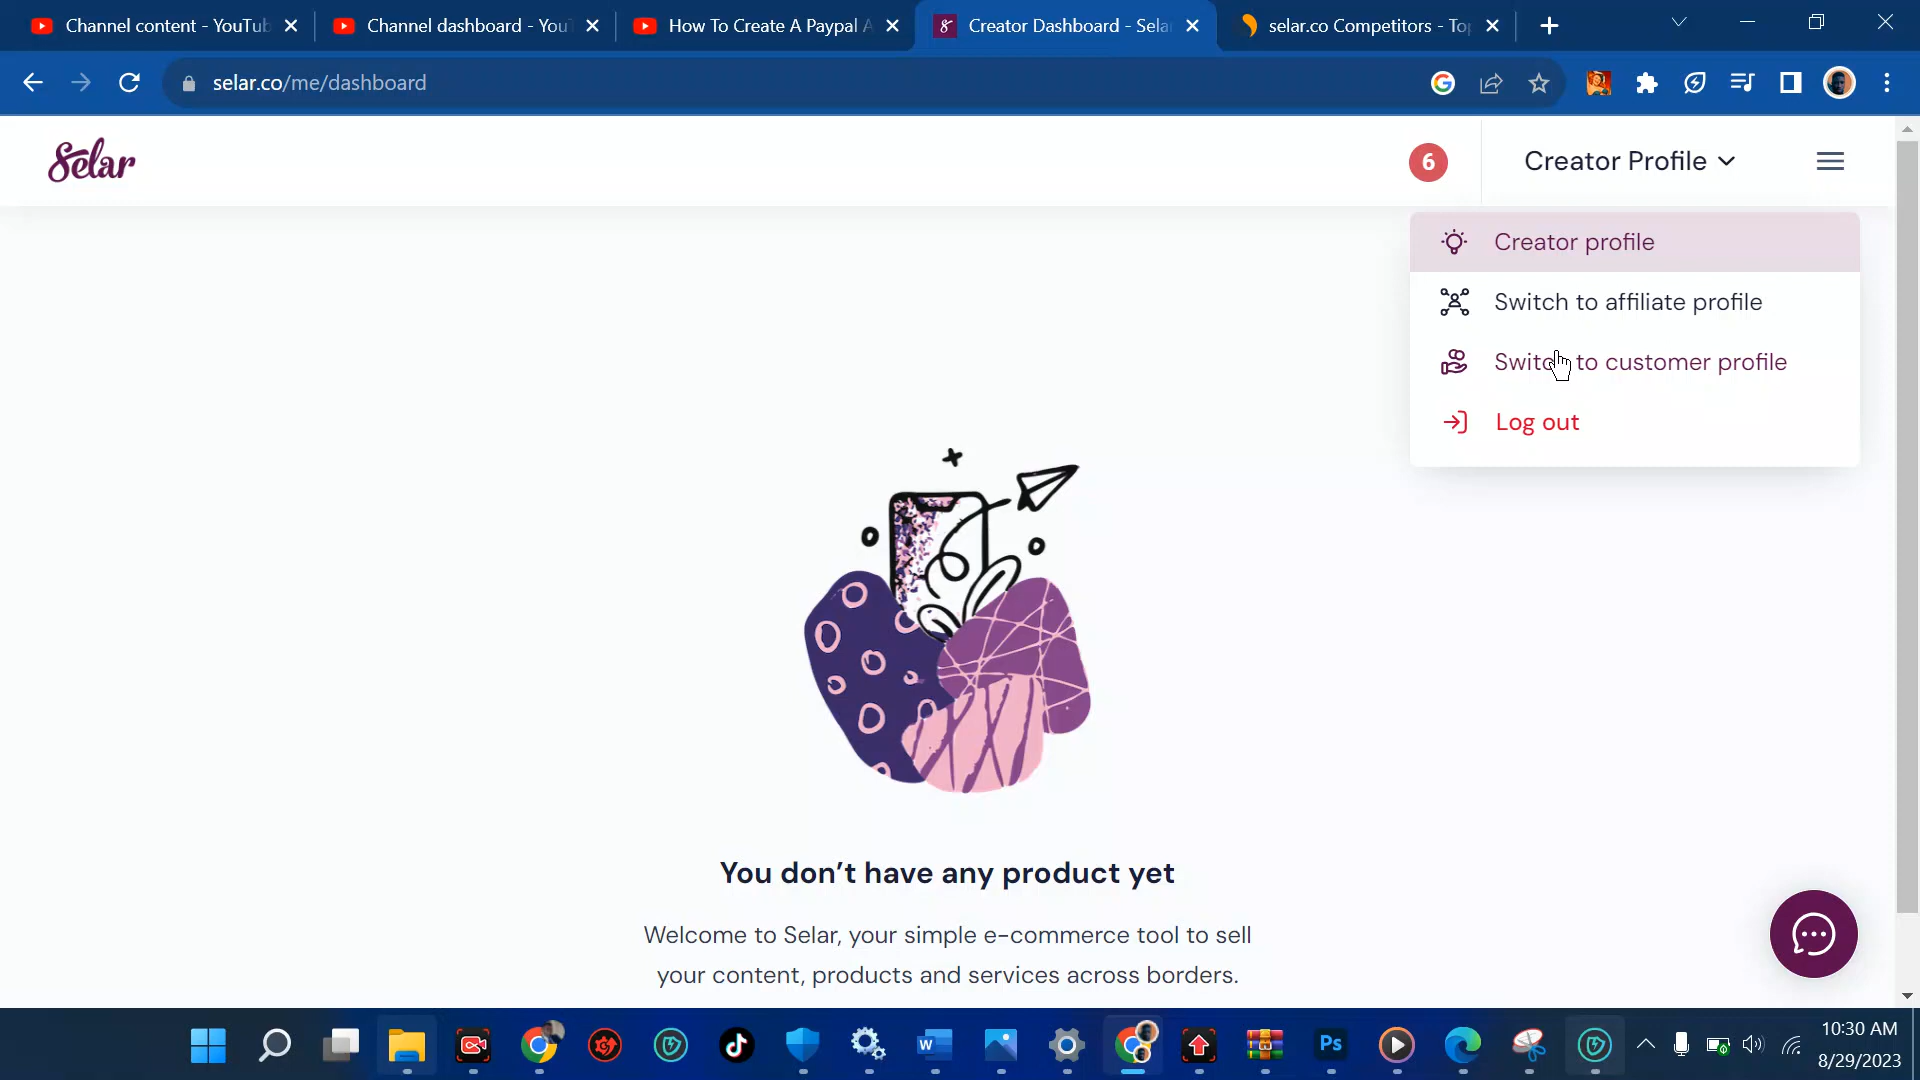 Channel content - YouTub
Channel dashboard - You
How To Create A Paypal A
Creator Dashboard - Sela
selar.co Competitors - Top
selar.co/me/dashboard
Selar
6
Creator Profile
Creator profile
Switch to affiliate profile
Switch to customer profile
Log out
You don't have any product yet
Welcome to Selar, your simple e-commerce tool to sell
your content, products and services across borders.
10:30 AM
8/29/2023